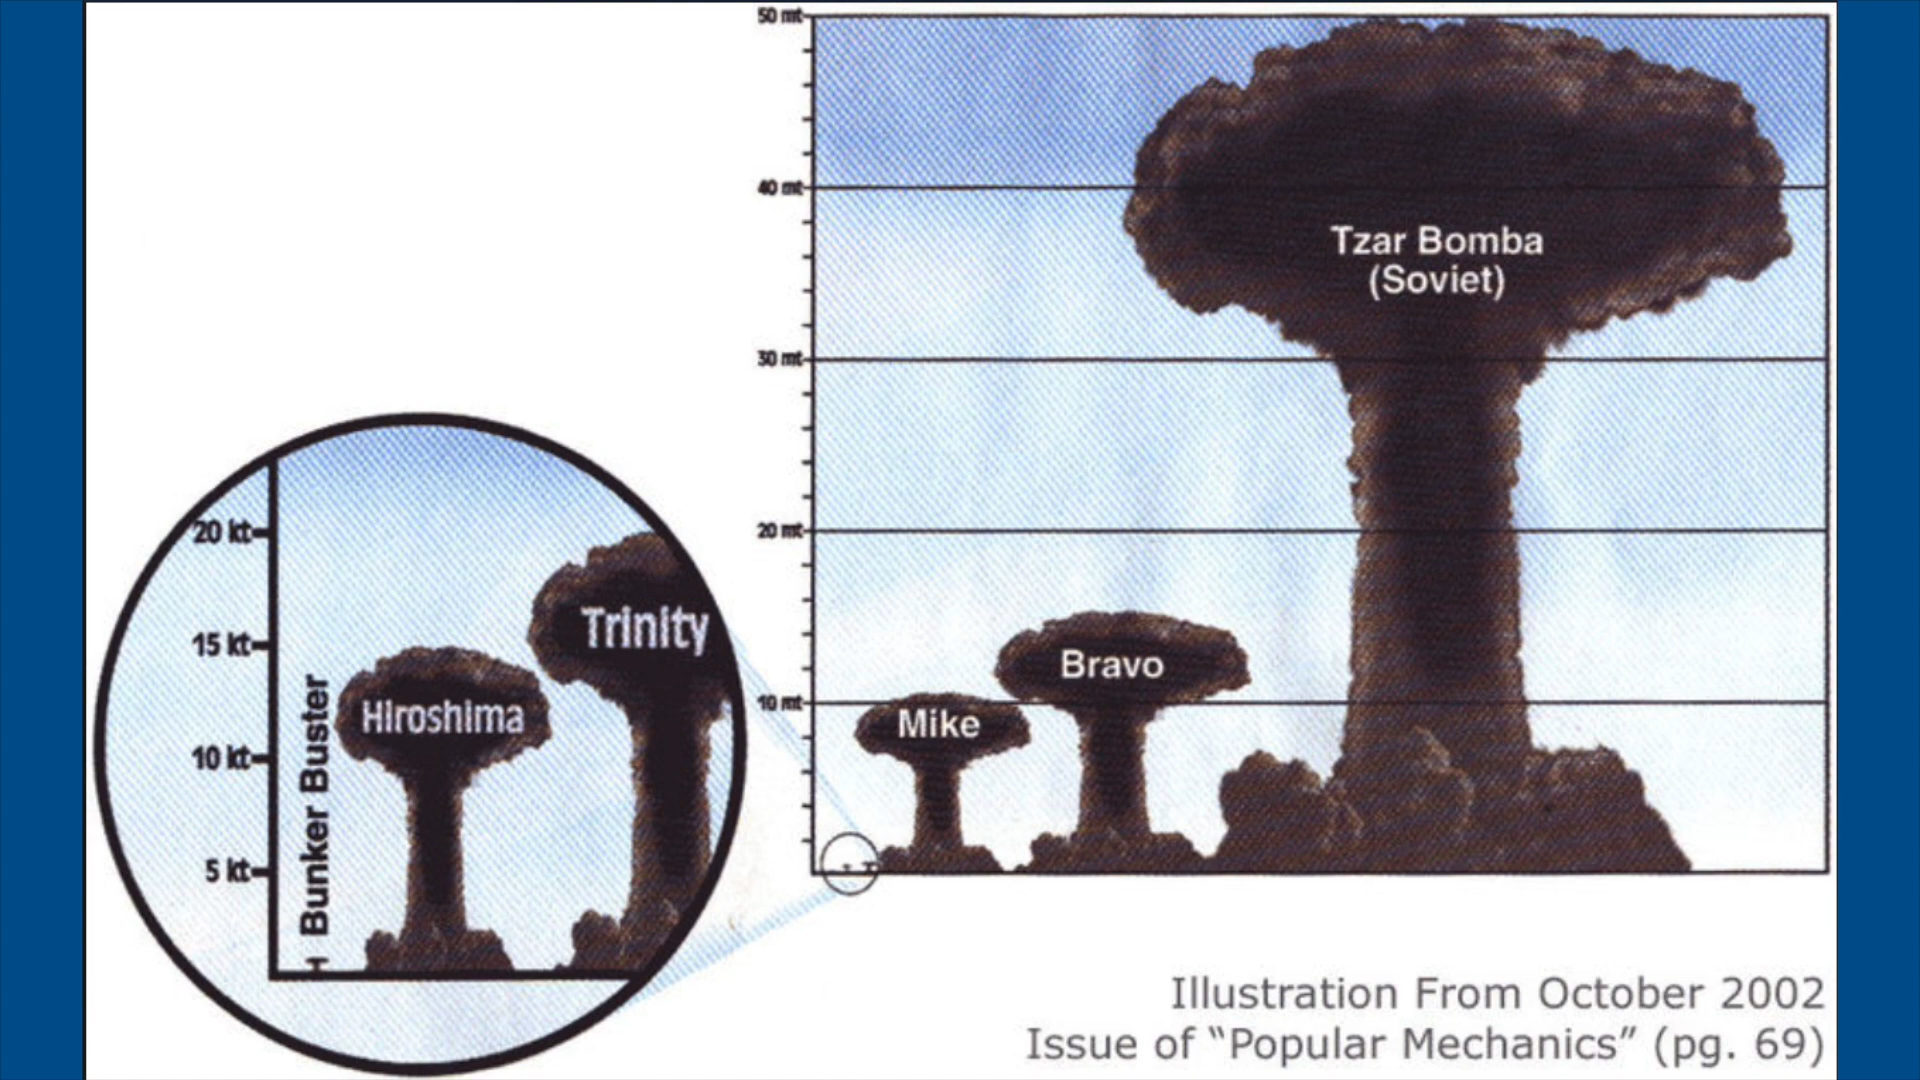 50 mt
40 mt
30 mt
20 mt
10 mt
Tzar Bomba
(Soviet)
Bravo
Mike
20 kt
15 kt
10 kt
5 kt
Bunker Buster
Hiroshima
Trinity
Illustration From October 2002
Issue of “Popular Mechanics” (pg. 69)